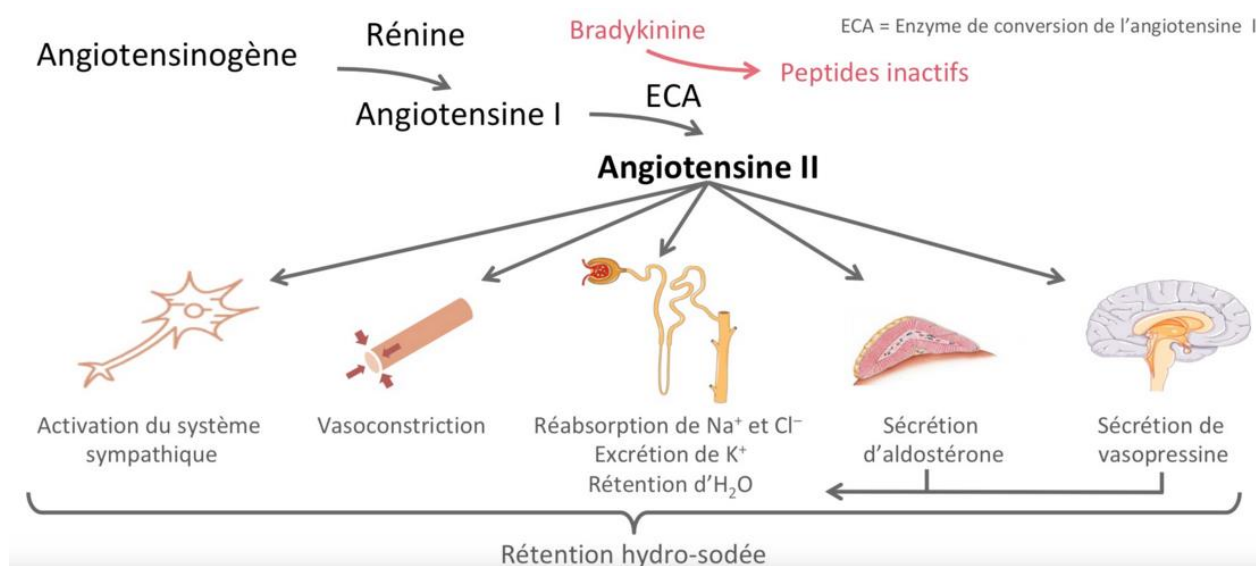 Angiotensinogène
Rénine
Bradykinine
ECA = Enzyme de conversion de l’angiotensine I
Peptides inactifs
Angiotensine I
ECA
Angiotensine II
Activation du système
sympathique
Vasoconstriction
Réabsorption de Na⁺ et Cl⁻
Excrétion de K⁺
Rétention d’H₂O
Sécrétion
d’aldostérone
Sécrétion de
vasopressine
Rétention hydro-sodée